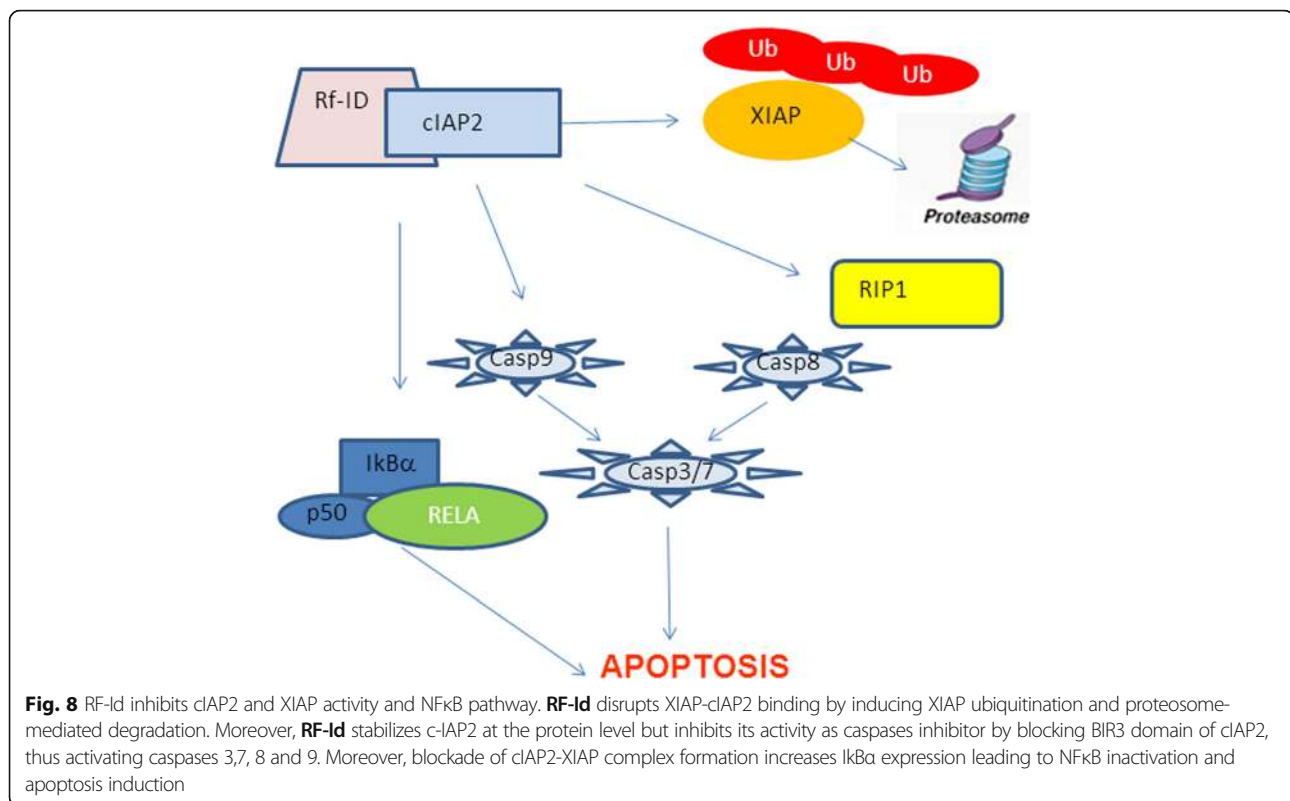 Ub
Ub
Ub
Rf-ID
cIAP2
XIAP
Proteasome
RIP1
Casp9
Casp8
IkBα
Casp3/7
p50
RELA
APOPTOSIS
Fig. 8 RF-Id inhibits cIAP2 and XIAP activity and NFκB pathway. RF-Id disrupts XIAP-cIAP2 binding by inducing XIAP ubiquitination and proteosome-
mediated degradation. Moreover, RF-Id stabilizes c-IAP2 at the protein level but inhibits its activity as caspases inhibitor by blocking BIR3 domain of cIAP2,
thus activating caspases 3,7, 8 and 9. Moreover, blockade of cIAP2-XIAP complex formation increases IkBα expression leading to NFκB inactivation and
apoptosis induction